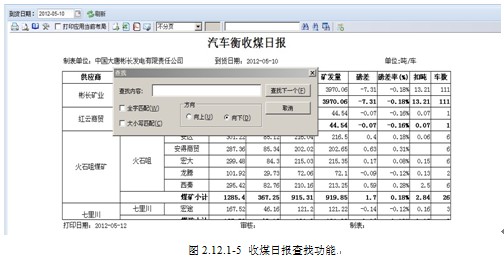 到货日期: 2012-05-10 刷新
打印应用当前布局 不分页
汽车衡收煤日报
制表单位: 中国大唐彬长发电有限责任公司 到货日期: 2012-05-10 单位:吨/车
供应商 矿发量 磅差 磅差率(%) 扣吨 车数
查找
查找内容: 查找下一个(F)
全字匹配(W) 方向 取消
大小写匹配(C) 向上(U) 向下(D)
彬长矿业 3970.06 -7.31 -0.18% 13.21 111
3970.06 -7.31 -0.18% 13.21 111
红云商贸 44.54 -0.07 -0.16% 0.07 1
44.54 -0.07 -0.16% 0.07 1
301.22 85.12 216.04 216.5 0.4 0.18% 0.06 6
安得商贸 287.36 85.34 202.02 202.65 0.63 0.31% 6
火石咀煤矿 火石咀 宏大 299.48 84.3 215.03 215.35 0.17 0.08% 0.15 6
龙腾 101.92 29.73 72.06 72.1 -0.09 -0.12% 0.13 2
西秦 295.42 82.76 210.16 213.25 0.59 0.28% 2.5 6
煤矿小计 1285.4 367.25 915.31 919.85 1.7 0.18% 2.84 26
七里川 七里川 宏途 167.52 46.16 121.2 121.22 -0.14 -0.12% 0.16 3
打印日期: 2012-05-12 审核: 制表:
图 2.12.1-5 收煤日报查找功能.